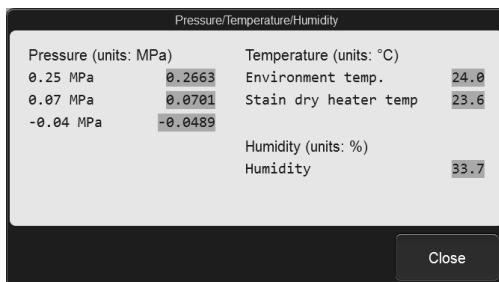 Pressure/Temperature/Humidity
Pressure (units: MPa)
0.25 MPa 0.2663
0.07 MPa 0.0701
-0.04 MPa -0.0489
Temperature (units: °C)
Environment temp. 24.0
Stain dry heater temp 23.6
Humidity (units: %)
Humidity 33.7
Close